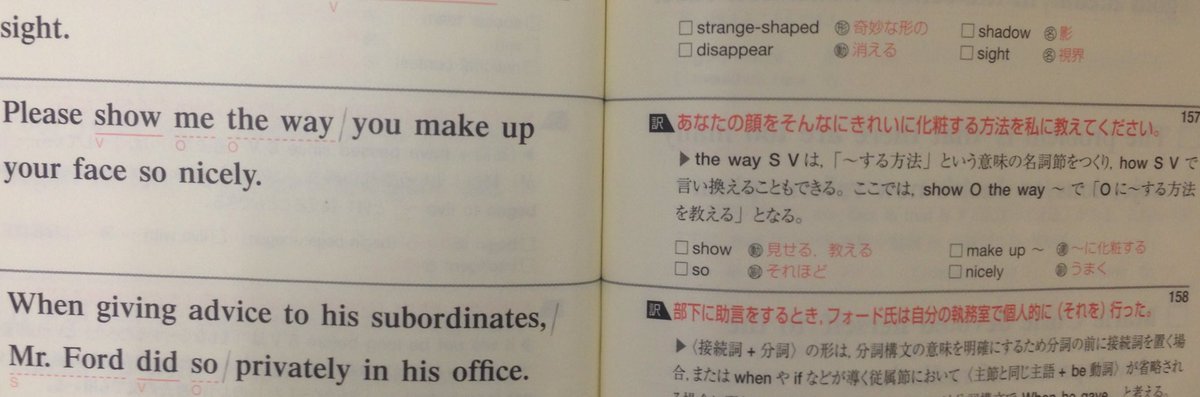 sight.
Please show me the way / you make up
V O O
your face so nicely.
When giving advice to his subordinates, /
Mr. Ford did so / privately in his office.
S V O
□ strange-shaped 形 奇妙な形の □ shadow 名 影
□ disappear 動 消える □ sight 名 視界
157
訳 あなたの顔をそんなにきれいに化粧する方法を私に教えてください。
▶ the way S V は,「〜する方法」という意味の名詞節をつくり, how S V で
言い換えることもできる。ここでは, show O the way 〜 で「Oに〜する方法
を教える」となる。
□ show 動 見せる、教える □ make up 〜 〜に化粧する
□ so 副 それほど □ nicely 副 うまく
158
訳 部下に助言をするとき,フォード氏は自分の執務室で個人的に(それを)行った。
▶〈接続詞+分詞〉の形は,分詞構文の意味を明確にするため分詞の前に接続詞を置く場
合,または when や if などが導く従属節において〈主節と同じ主語+be動詞〉が省略され